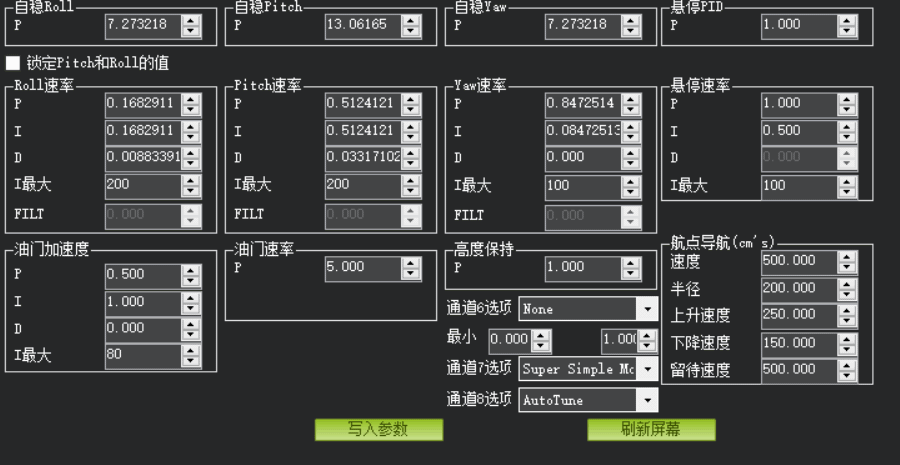 自稳Roll 自稳Pitch 自稳Yaw 悬停PID
P 7.273218 P 13.06165 P 7.273218 P 1.000
锁定Pitch和Roll的值
Roll速率 Pitch速率 Yaw速率 悬停速率
P 0.1682911 P 0.5124121 P 0.8472514 P 1.000
I 0.1682911 I 0.5124121 I 0.08472513 I 0.500
D 0.00883391 D 0.03317102 D 0.000 D 0.000
I最大 200 I最大 200 I最大 100 I最大 100
FILT 0.000 FILT 0.000 FILT 0.000
油门加速度 油门速率 高度保持 航点导航(cm's)
P 0.500 P 5.000 P 1.000 速度 500.000
I 1.000 通道6选项 None 半径 200.000
D 0.000 最小 0.000 1.000 上升速度 250.000
I最大 80 通道7选项 Super Simple Mo 下降速度 150.000
通道8选项 AutoTune 留待速度 500.000
写入参数 刷新屏幕